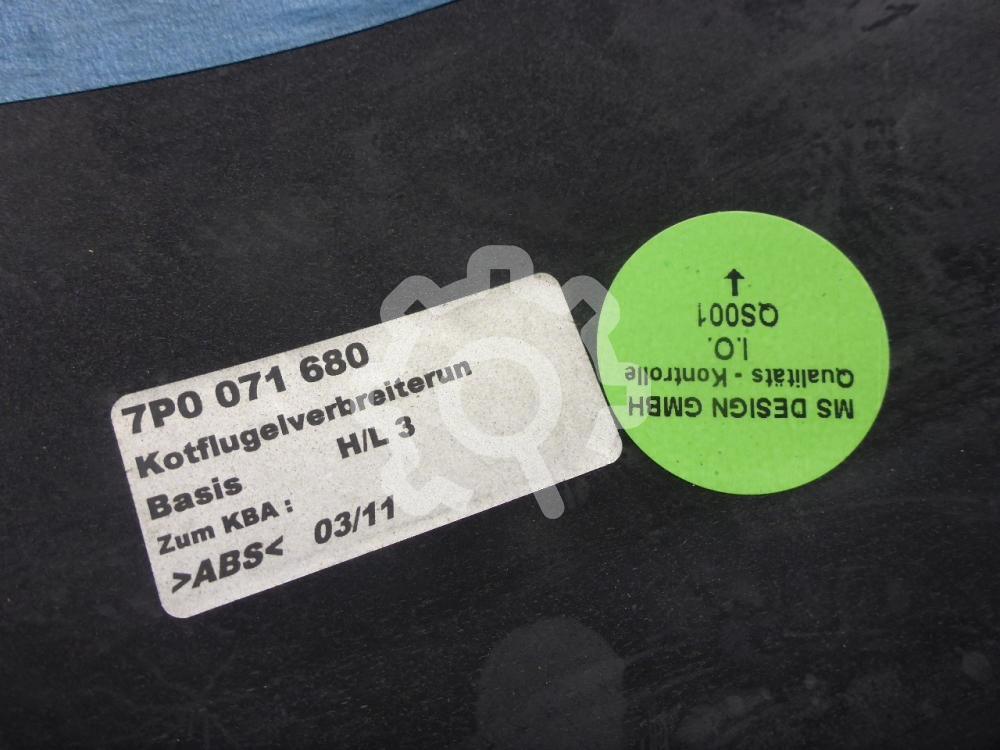 7P0 071 680
Kotflugelverbreiterun
Basis H/L 3
Zum KBA :
>ABS< 03/11
MS DESIGN GMBH
Qualitäts - Kontrolle
I.O.
QS001